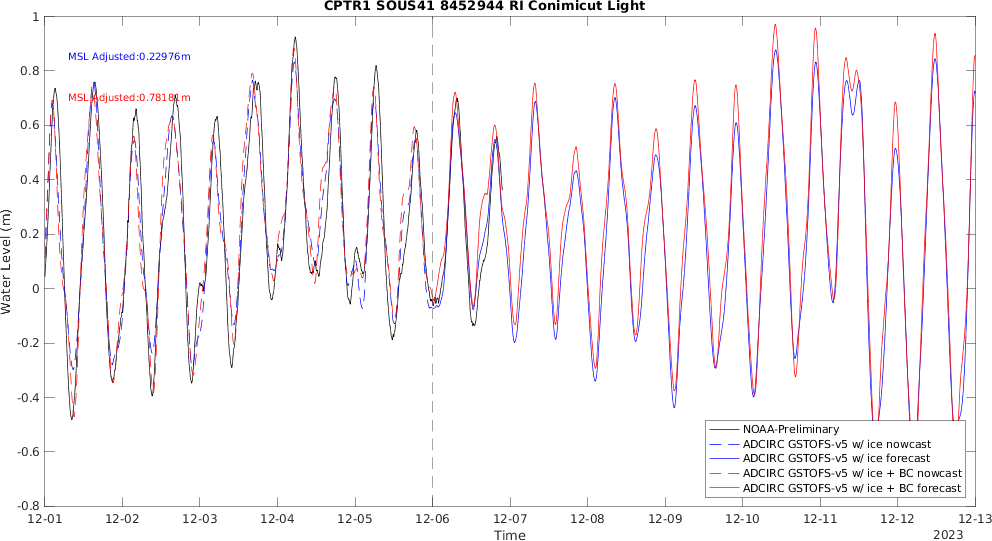 CPTR1 SOUS41 8452944 RI Conimicut Light
MSL Adjusted:0.22976m
MSL Adjusted:0.78181m
Water Level (m)
1
0.8
0.6
0.4
0.2
0
-0.2
-0.4
-0.6
-0.8
NOAA-Preliminary
ADCIRC GSTOFS-v5 w/ ice nowcast
ADCIRC GSTOFS-v5 w/ ice forecast
ADCIRC GSTOFS-v5 w/ ice + BC nowcast
ADCIRC GSTOFS-v5 w/ ice + BC forecast
12-01 12-02 12-03 12-04 12-05 12-06 12-07 12-08 12-09 12-10 12-11 12-12 12-13
Time
2023